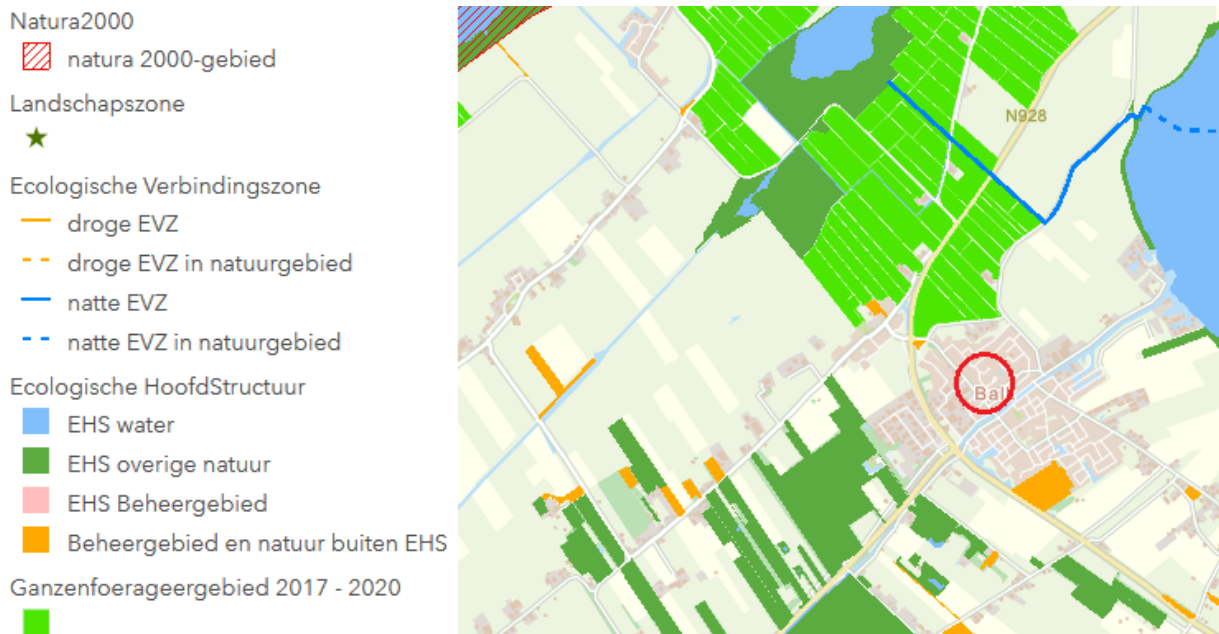 Natura2000
natura 2000-gebied
Landschapszone
Ecologische Verbindingszone
droge EVZ
droge EVZ in natuurgebied
natte EVZ
natte EVZ in natuurgebied
Ecologische HoofdStructuur
EHS water
EHS overige natuur
EHS Beheergebied
Beheergebied en natuur buiten EHS
Ganzenfoerageergebied 2017 - 2020
N928
Bal